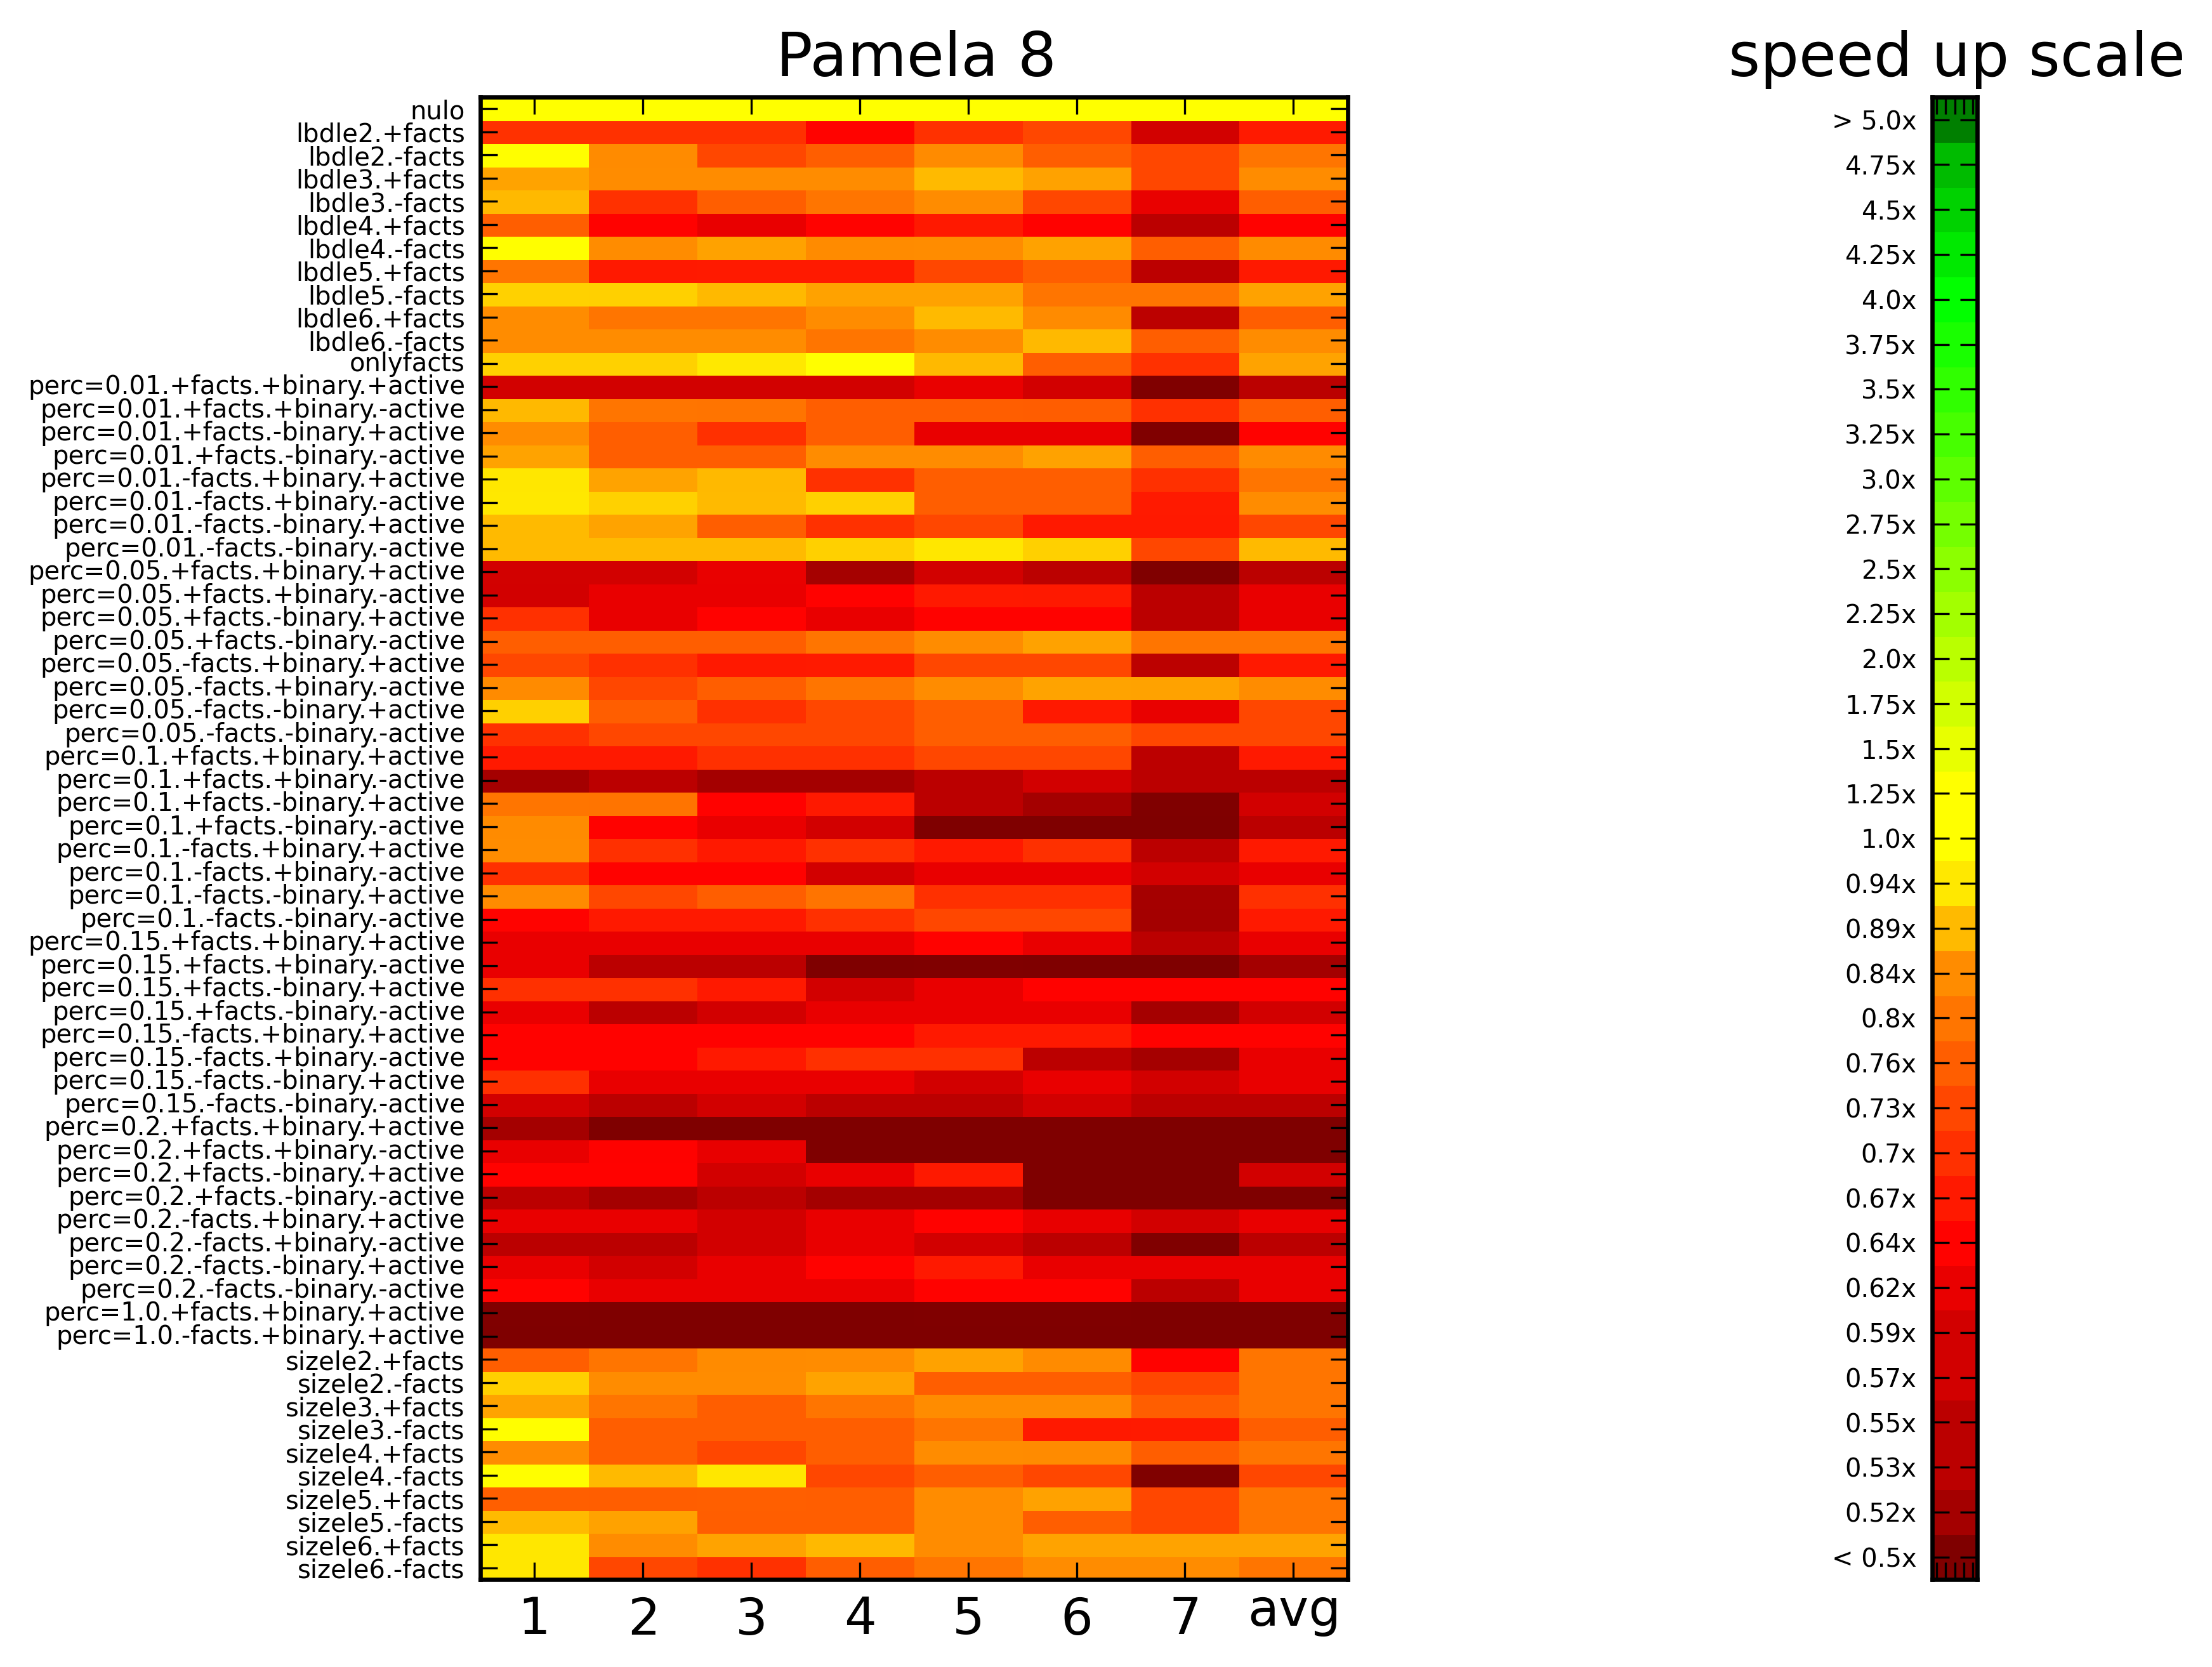 Pamela 8
speed up scale
nulo
lbdle2.+facts
lbdle2.-facts
lbdle3.+facts
lbdle3.-facts
lbdle4.+facts
lbdle4.-facts
lbdle5.+facts
lbdle5.-facts
lbdle6.+facts
lbdle6.-facts
onlyfacts
perc=0.01.+facts.+binary.+active
perc=0.01.+facts.+binary.-active
perc=0.01.+facts.-binary.+active
perc=0.01.+facts.-binary.-active
perc=0.01.-facts.+binary.+active
perc=0.01.-facts.+binary.-active
perc=0.01.-facts.-binary.+active
perc=0.01.-facts.-binary.-active
perc=0.05.+facts.+binary.+active
perc=0.05.+facts.+binary.-active
perc=0.05.+facts.-binary.+active
perc=0.05.+facts.-binary.-active
perc=0.05.-facts.+binary.+active
perc=0.05.-facts.+binary.-active
perc=0.05.-facts.-binary.+active
perc=0.05.-facts.-binary.-active
perc=0.1.+facts.+binary.+active
perc=0.1.+facts.+binary.-active
perc=0.1.+facts.-binary.+active
perc=0.1.+facts.-binary.-active
perc=0.1.-facts.+binary.+active
perc=0.1.-facts.+binary.-active
perc=0.1.-facts.-binary.+active
perc=0.1.-facts.-binary.-active
perc=0.15.+facts.+binary.+active
perc=0.15.+facts.+binary.-active
perc=0.15.+facts.-binary.+active
perc=0.15.+facts.-binary.-active
perc=0.15.-facts.+binary.+active
perc=0.15.-facts.+binary.-active
perc=0.15.-facts.-binary.+active
perc=0.15.-facts.-binary.-active
perc=0.2.+facts.+binary.+active
perc=0.2.+facts.+binary.-active
perc=0.2.+facts.-binary.+active
perc=0.2.+facts.-binary.-active
perc=0.2.-facts.+binary.+active
perc=0.2.-facts.+binary.-active
perc=0.2.-facts.-binary.+active
perc=0.2.-facts.-binary.-active
perc=1.0.+facts.+binary.+active
perc=1.0.-facts.+binary.+active
sizele2.+facts
sizele2.-facts
sizele3.+facts
sizele3.-facts
sizele4.+facts
sizele4.-facts
sizele5.+facts
sizele5.-facts
sizele6.+facts
sizele6.-facts
1 2 3 4 5 6 7 avg
> 5.0x
4.75x
4.5x
4.25x
4.0x
3.75x
3.5x
3.25x
3.0x
2.75x
2.5x
2.25x
2.0x
1.75x
1.5x
1.25x
1.0x
0.94x
0.89x
0.84x
0.8x
0.76x
0.73x
0.7x
0.67x
0.64x
0.62x
0.59x
0.57x
0.55x
0.53x
0.52x
< 0.5x